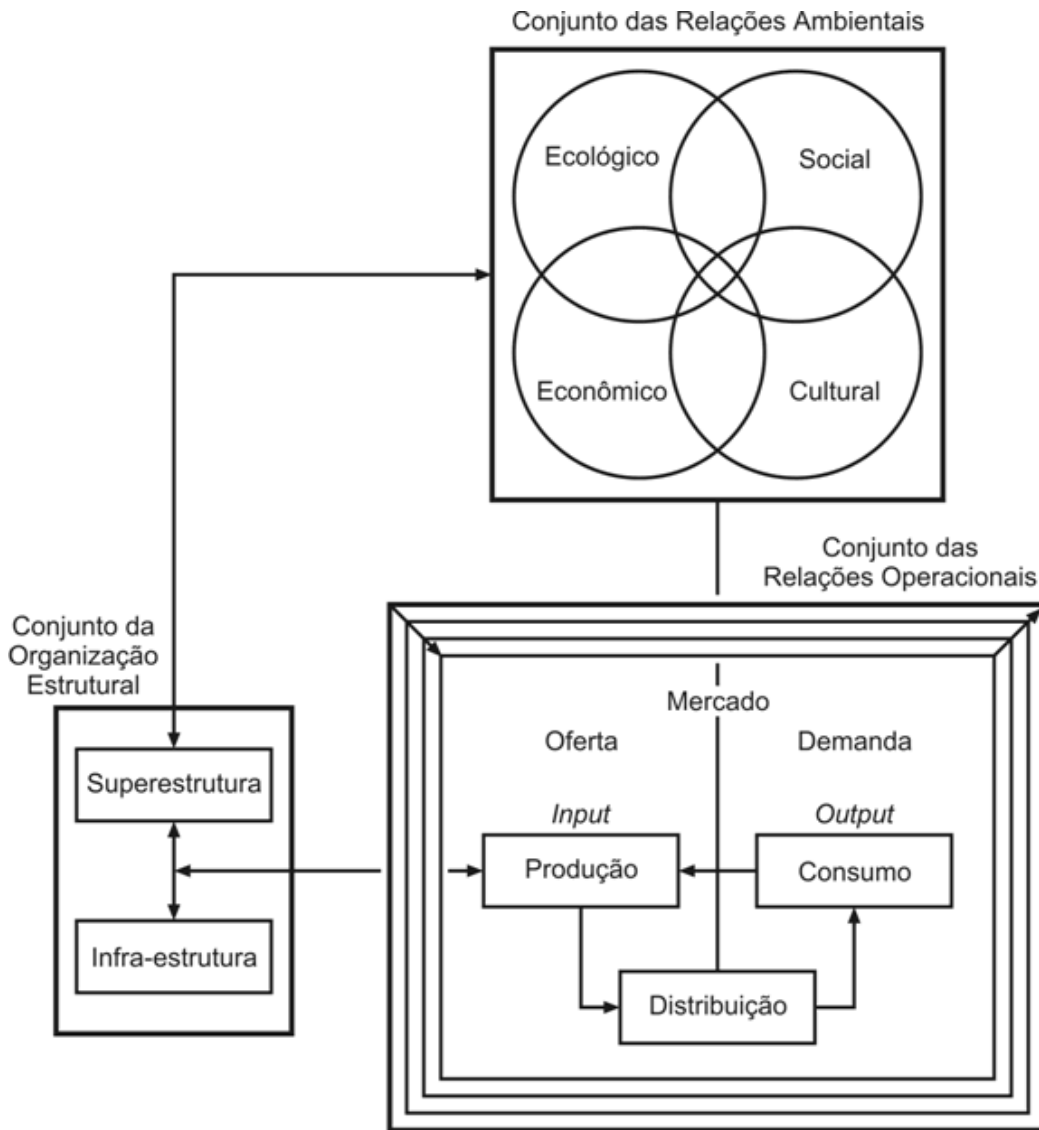 Conjunto das Relações Ambientais
Ecológico
Social
Econômico
Cultural
Conjunto das
Relações Operacionais
Conjunto da
Organização
Estrutural
Superestrutura
Infra-estrutura
Mercado
Oferta
Demanda
Input
Output
Produção
Consumo
Distribuição